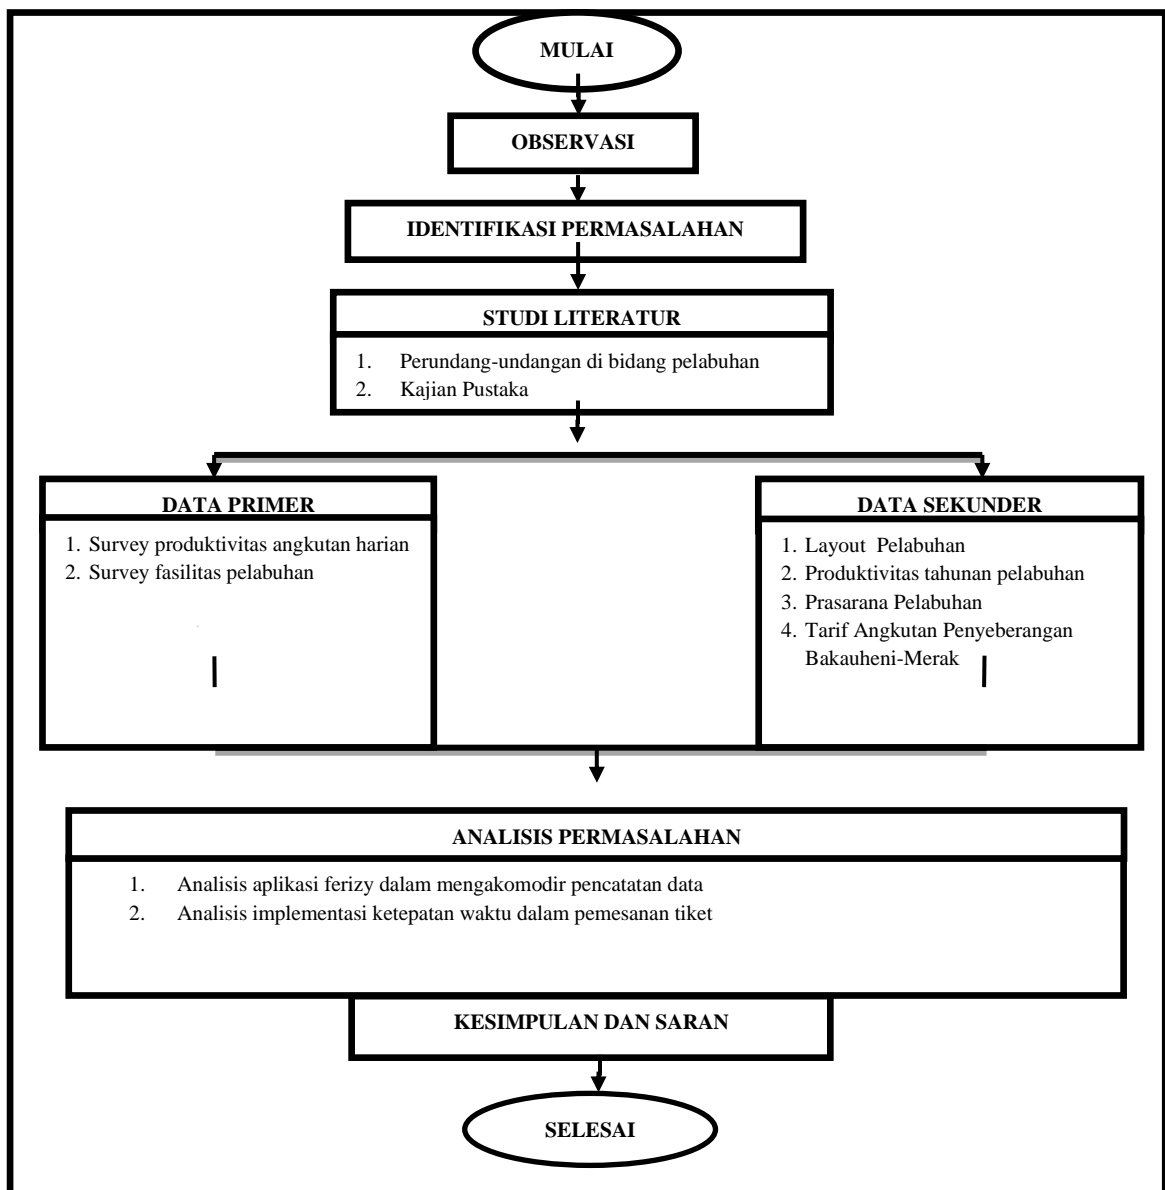 MULAI
OBSERVASI
IDENTIFIKASI PERMASALAHAN
STUDI LITERATUR
1. Perundang-undangan di bidang pelabuhan
2. Kajian Pustaka
DATA PRIMER
1. Survey produktivitas angkutan harian
2. Survey fasilitas pelabuhan
DATA SEKUNDER
1. Layout Pelabuhan
2. Produktivitas tahunan pelabuhan
3. Prasarana Pelabuhan
4. Tarif Angkutan Penyeberangan
Bakauheni-Merak
ANALISIS PERMASALAHAN
1. Analisis aplikasi ferizy dalam mengakomodir pencatatan data
2. Analisis implementasi ketepatan waktu dalam pemesanan tiket
KESIMPULAN DAN SARAN
SELESAI